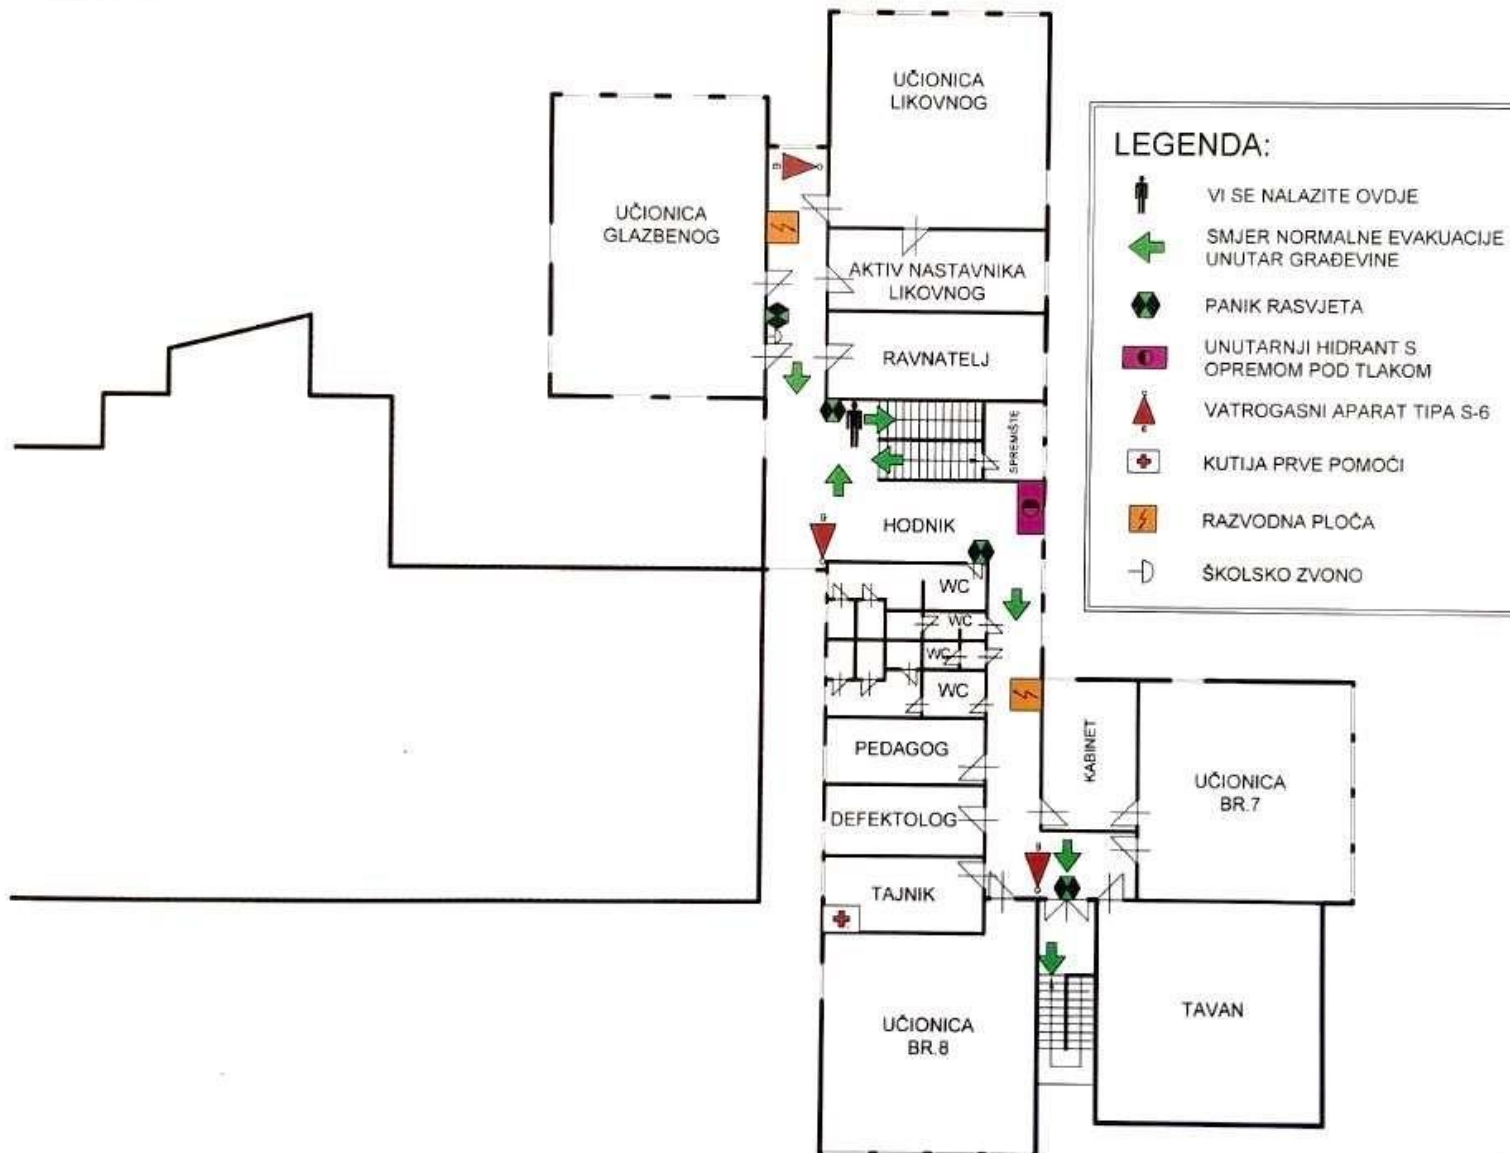 UČIONICA
LIKOVNOG
UČIONICA
GLAZBENOG
AKTIV NASTAVNIKA
LIKOVNOG
RAVNATELJ
SPREMIŠTE
HODNIK
WC
WC
WC
WC
PEDAGOG
DEFEKTOLOG
TAJNIK
KABINET
UČIONICA
BR.7
UČIONICA
BR.8
TAVAN
LEGENDA:
VI SE NALAZITE OVDJE
SMJER NORMALNE EVAKUACIJE
UNUTAR GRAĐEVINE
PANIK RASVJETA
UNUTARNJI HIDRANT S
OPREMOM POD TLAKOM
VATROGASNI APARAT TIPA S-6
KUTIJA PRVE POMOĆI
RAZVODNA PLOČA
ŠKOLSKO ZVONO